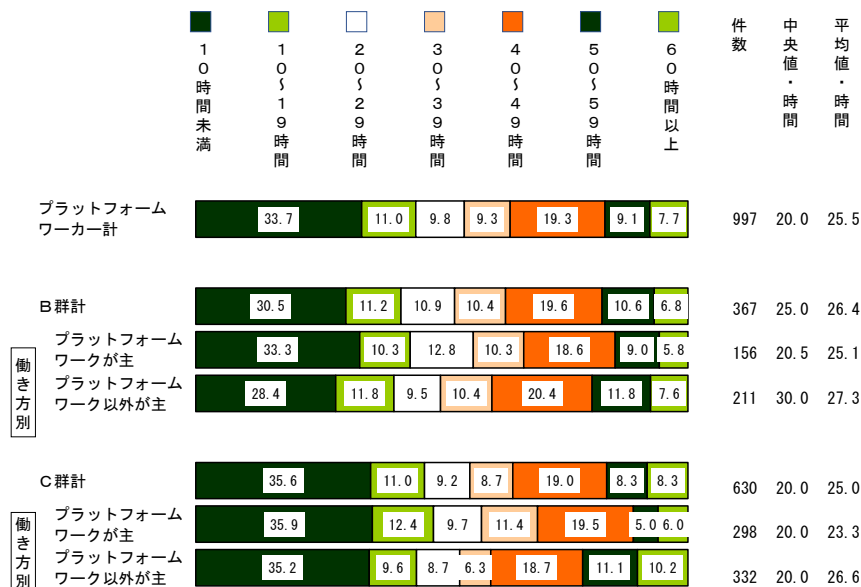 10時間未満
10～19時間
20～29時間
30～39時間
40～49時間
50～59時間
60時間以上
件数
中央値・時間
平均値・時間
プラットフォーム
ワーカー計
33.7 11.0 9.8 9.3 19.3 9.1 7.7 997 20.0 25.5
B群計
30.5 11.2 10.9 10.4 19.6 10.6 6.8 367 25.0 26.4
働き方別
プラットフォーム
ワークが主
33.3 10.3 12.8 10.3 18.6 9.0 5.8 156 20.5 25.1
プラットフォーム
ワーク以外が主
28.4 11.8 9.5 10.4 20.4 11.8 7.6 211 30.0 27.3
C群計
35.6 11.0 9.2 8.7 19.0 8.3 8.3 630 20.0 25.0
働き方別
プラットフォーム
ワークが主
35.9 12.4 9.7 11.4 19.5 5.0 6.0 298 20.0 23.3
プラットフォーム
ワーク以外が主
35.2 9.6 8.7 6.3 18.7 11.1 10.2 332 20.0 26.6